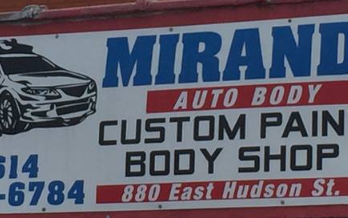 MIRAND
AUTO BODY
CUSTOM PAIN
BODY SHOP
614
-6784
880 East Hudson St.